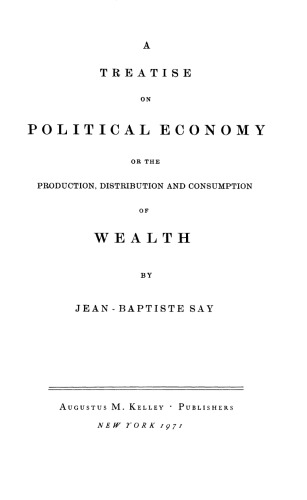 A
TREATISE
ON
POLITICAL ECONOMY
OR THE
PRODUCTION, DISTRIBUTION AND CONSUMPTION
OF
WEALTH
BY
JEAN-BAPTISTE SAY
AUGUSTUS M. KELLEY · PUBLISHERS
NEW YORK 1971